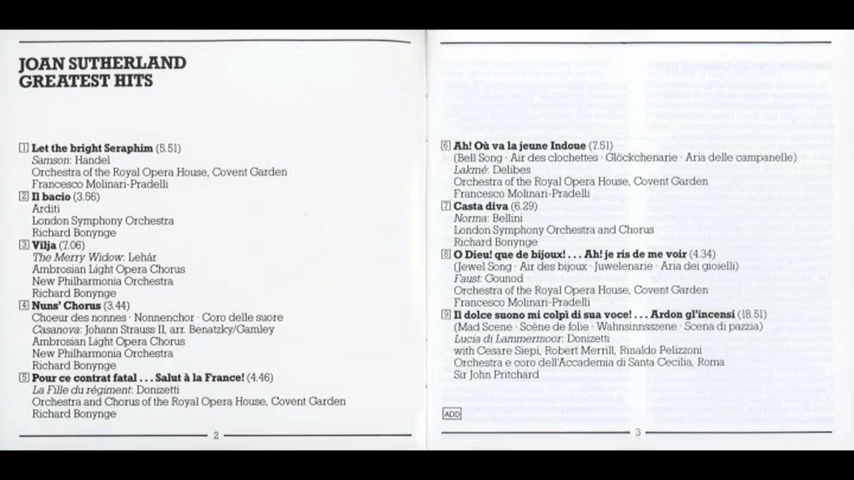 JOAN SUTHERLAND
GREATEST HITS
1 Let the bright Seraphim (5.51)
Samson: Handel
Orchestra of the Royal Opera House, Covent Garden
Francesco Molinari-Pradelli
2 Il bacio (3.56)
Arditi
London Symphony Orchestra
Richard Bonynge
3 Vilja (7.06)
The Merry Widow: Lehár
Ambrosian Light Opera Chorus
New Philharmonia Orchestra
Richard Bonynge
4 Nuns' Chorus (3.44)
Choeur des nonnes · Nonnenchor · Coro delle suore
Casanova: Johann Strauss II, arr. Benatzky/Gamley
Ambrosian Light Opera Chorus
New Philharmonia Orchestra
Richard Bonynge
5 Pour ce contrat fatal . . . Salut à la France! (4.46)
La Fille du régiment: Donizetti
Orchestra and Chorus of the Royal Opera House, Covent Garden
Richard Bonynge
2
6 Ah! Où va la jeune Indoue (7.51)
(Bell Song · Air des clochettes · Glöckchenarie · Aria delle campanelle)
Lakmé: Delibes
Orchestra of the Royal Opera House, Covent Garden
Francesco Molinari-Pradelli
7 Casta diva (6.29)
Norma: Bellini
London Symphony Orchestra and Chorus
Richard Bonynge
8 O Dieu! que de bijoux! . . . Ah! je ris de me voir (4.34)
(Jewel Song · Air des bijoux · Juwelenarie · Aria dei gioielli)
Faust: Gounod
Orchestra of the Royal Opera House, Covent Garden
Francesco Molinari-Pradelli
9 Il dolce suono mi colpì di sua voce! . . . Ardon gl'incensi (18.51)
(Mad Scene · Scène de folie · Wahnsinnsszene · Scena di pazzia)
Lucia di Lammermoor: Donizetti
with Cesare Siepi, Robert Merrill, Rinaldo Pelizzoni
Orchestra e coro dell'Accademia di Santa Cecilia, Roma
Sir John Pritchard
ADD
3